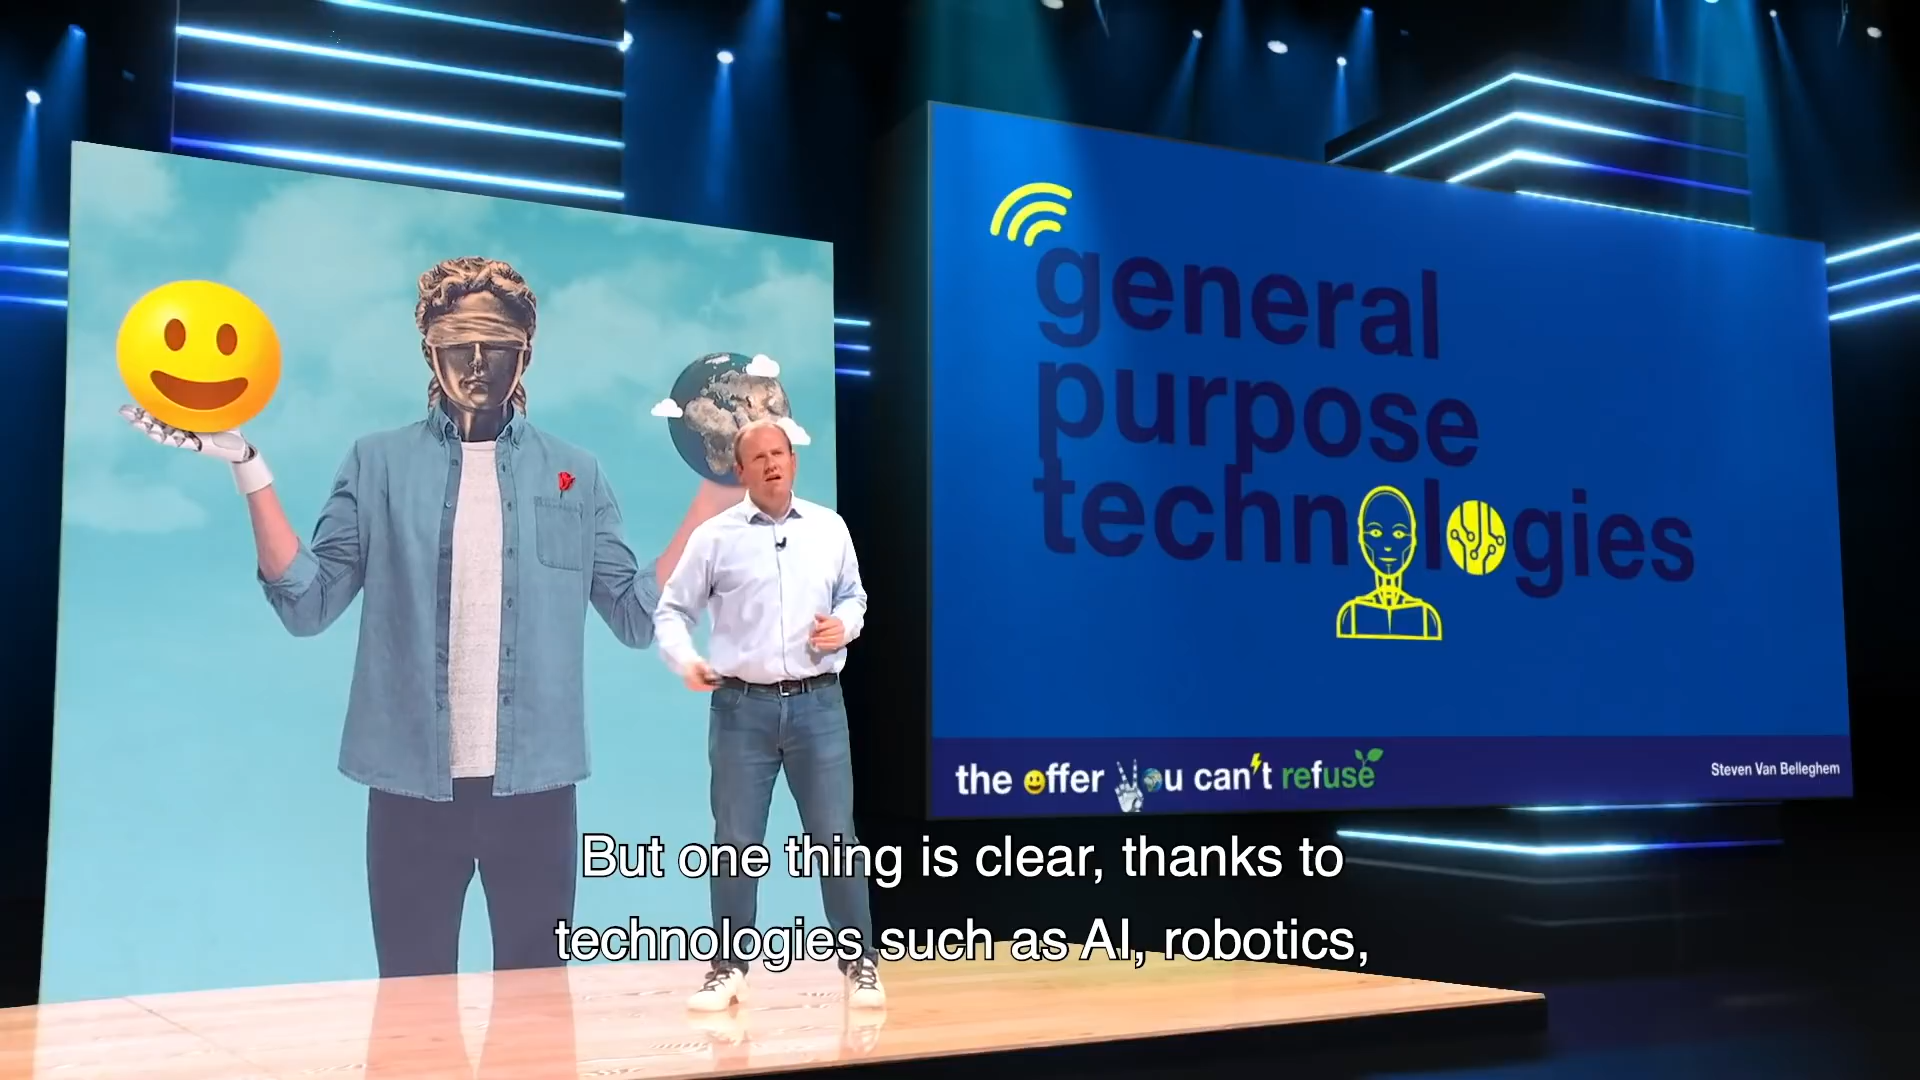 general
purpose
technologies
the offer you can't refuse
Steven Van Belleghem
But one thing is clear, thanks to
technologies such as AI, robotics,